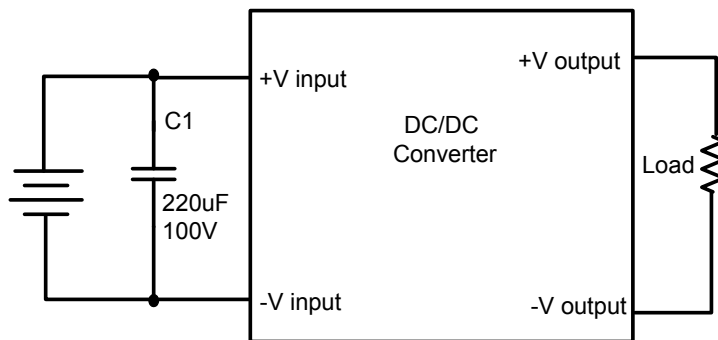 +V input
+V output
C1
DC/DC
Converter
Load
220uF
100V
-V input
-V output